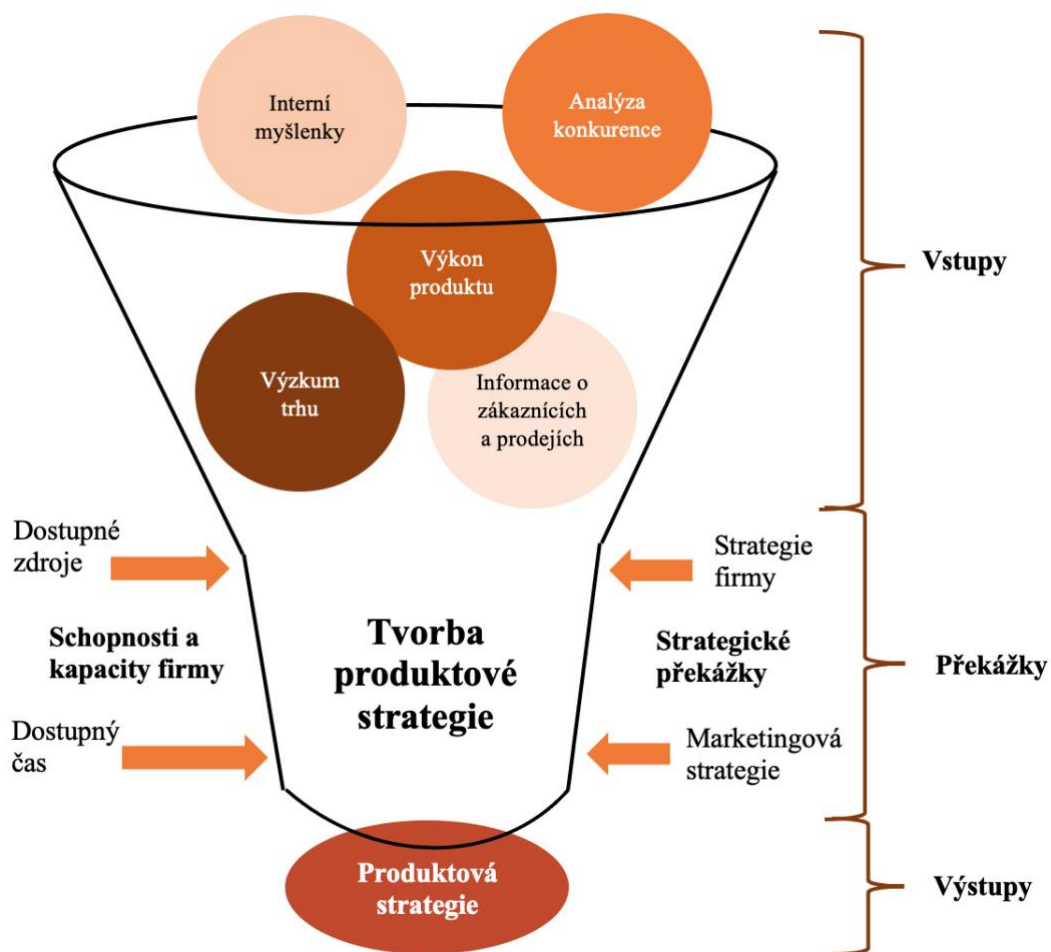 Interní
myšlenky
Analýza
konkurence
Výkon
produktu
Vstupy
Výzkum
trhu
Informace o
zákaznících
a prodejích
Dostupné
zdroje
Strategie
firmy
Schopnosti a
kapacity firmy
Tvorba
produktové
strategie
Strategické
překážky
Překážky
Dostupný
čas
Marketingová
strategie
Produktová
strategie
Výstupy